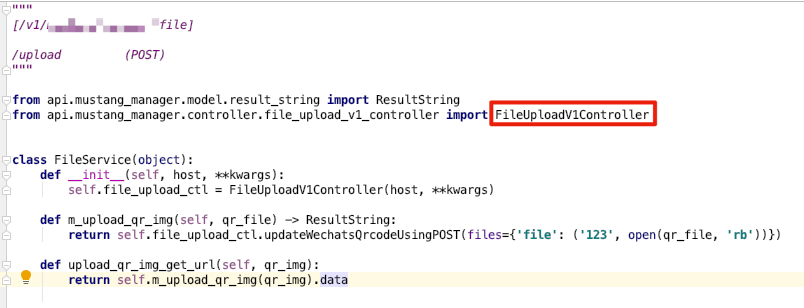 """
[/v1/ file]
/upload (POST)
"""
from api.mustang_manager.model.result_string import ResultString
from api.mustang_manager.controller.file_upload_v1_controller import FileUploadV1Controller
class FileService(object):
def __init__(self, host, **kwargs):
self.file_upload_ctl = FileUploadV1Controller(host, **kwargs)
def m_upload_qr_img(self, qr_file) -> ResultString:
return self.file_upload_ctl.updateWechatsQrcodeUsingPOST(files={'file': ('123', open(qr_file, 'rb'))})
def upload_qr_img_get_url(self, qr_img):
return self.m_upload_qr_img(qr_img).data